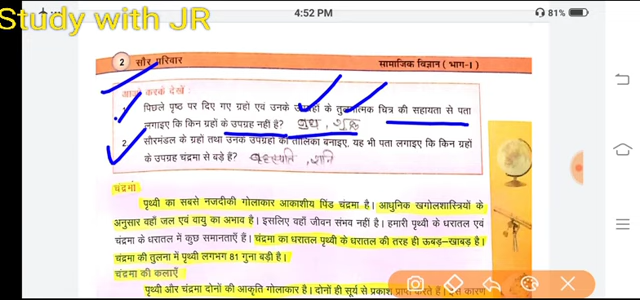 Study with JR
4:52 PM
81%
2 सौर परिवार
सामाजिक विज्ञान ( भाग-I )
करके देखें :
पिछले पृष्ठ पर दिए गए ग्रहों एवं उनके उपग्रहों के तुलनात्मक चित्र की सहायता से पता
लगाइए कि किन ग्रहों के उपग्रह नही है? बुध, शुक्र
2. सौरमंडल के ग्रहों तथा उनके उपग्रहों की तालिका बनाइए, यह भी पता लगाइए कि किन ग्रहों
के उपग्रह चंद्रमा से बड़े हैं? बृहस्पति, शनि
चंद्रमा
पृथ्वी का सबसे नजदीकी गोलाकार आकाशीय पिंड चंद्रमा है। आधुनिक खगोलशास्त्रियों के
अनुसार वहाँ जल एवं वायु का अभाव है। इसलिए वहाँ जीवन संभव नहीं है। हमारी पृथ्वी के धरातल एवं
चंद्रमा के धरातल में कुछ समानताएँ हैं। चंद्रमा का धरातल पृथ्वी के धरातल की तरह ही ऊबड़-खाबड़ है।
चंद्रमा की तुलना में पृथ्वी लगभग 81 गुना बड़ी है।
चंद्रमा की कलाएँ
पृथ्वी और चंद्रमा दोनों की आकृति गोलाकार है। दोनों ही सूर्य से प्रकाश प्राप्त करते हैं। इस कारण